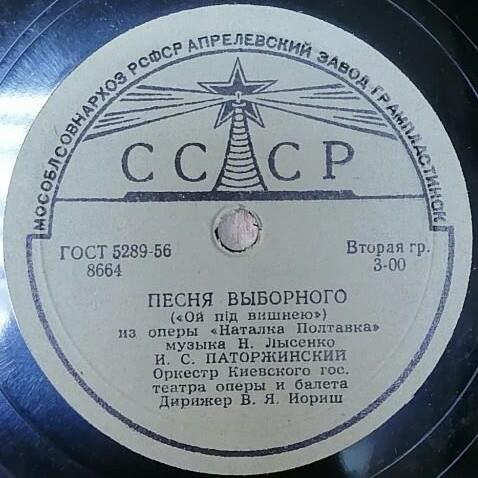 МОСОБЛСОВНАРХОЗ РСФСР АПРЕЛЕВСКИЙ ЗАВОД ГРАМПЛАСТИНОК
СССР
ГОСТ 5289-56
8664
Вторая гр.
3-00
ПЕСНЯ ВЫБОРНОГО
(«Ой під вишнею»)
из оперы «Наталка Полтавка»
музыка Н. Лысенко
И. С. ПАТОРЖИНСКИЙ
Оркестр Киевского гос.
театра оперы и балета
Дирижер В. Я. Иориш